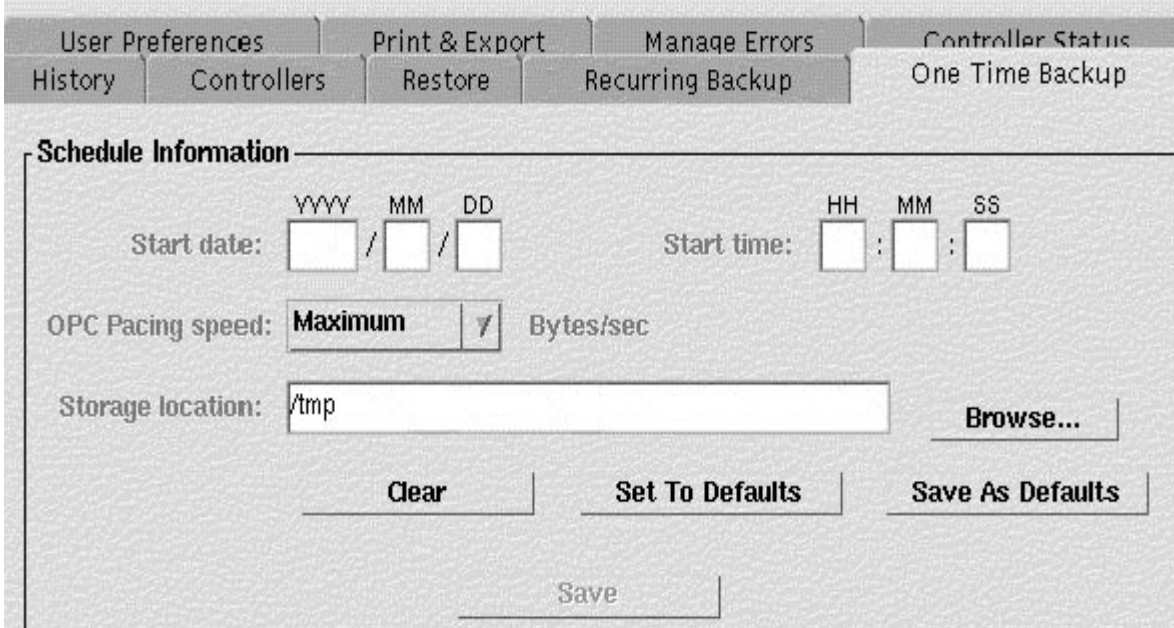 User Preferences Print & Export Manage Errors Controller Status
History Controllers Restore Recurring Backup One Time Backup
Schedule Information
YYYY MM DD HH MM SS
Start date: / / Start time: : :
OPC Pacing speed: Maximum Bytes/sec
Storage location: /tmp Browse...
Clear Set To Defaults Save As Defaults
Save